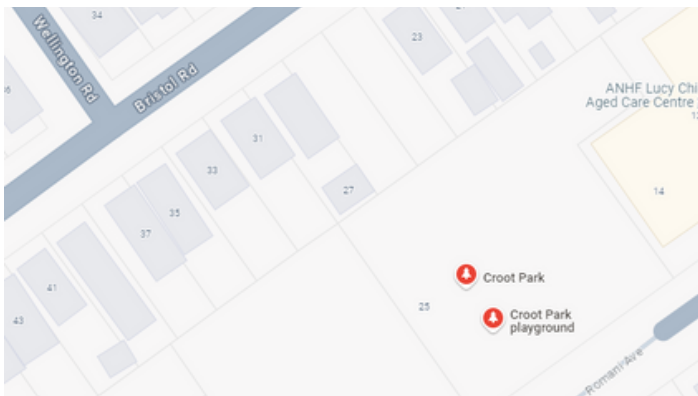 34
Wellington Rd
Bristol Rd
23
ANHF Lucy Chi
Aged Care Centre
31
33
27
14
35
37
Croot Park
41
25
Croot Park
playground
43
Romani Ave